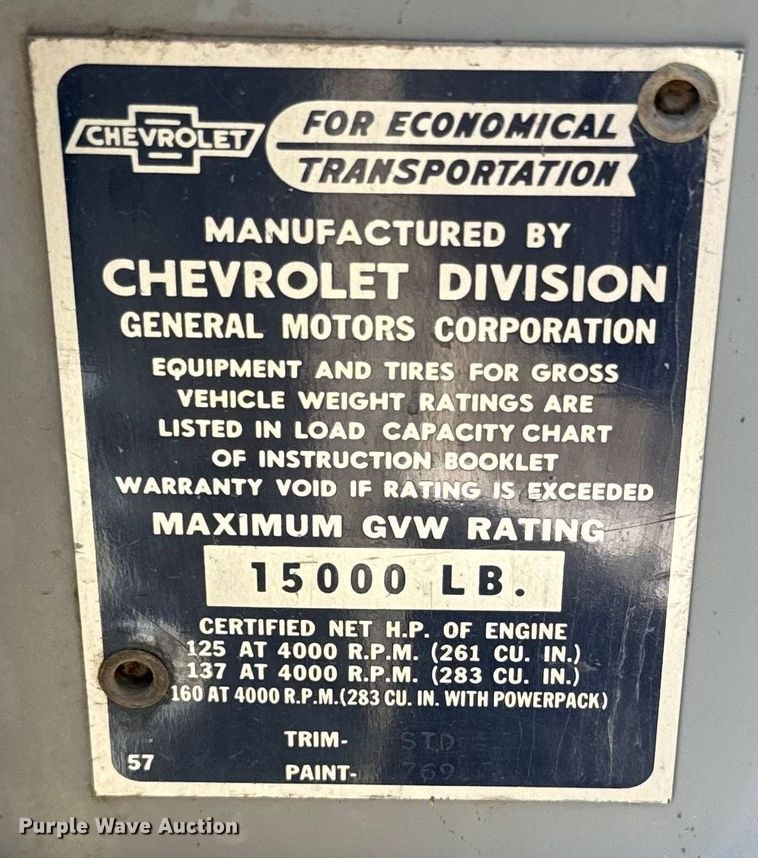 CHEVROLET
FOR ECONOMICAL
TRANSPORTATION
MANUFACTURED BY
CHEVROLET DIVISION
GENERAL MOTORS CORPORATION
EQUIPMENT AND TIRES FOR GROSS
VEHICLE WEIGHT RATINGS ARE
LISTED IN LOAD CAPACITY CHART
OF INSTRUCTION BOOKLET
WARRANTY VOID IF RATING IS EXCEEDED
MAXIMUM GVW RATING
15000 LB.
CERTIFIED NET H.P. OF ENGINE
125 AT 4000 R.P.M. (261 CU. IN.)
137 AT 4000 R.P.M. (283 CU. IN.)
160 AT 4000 R.P.M.(283 CU. IN. WITH POWERPACK)
TRIM- STD
57 PAINT- 769
Purple Wave Auction